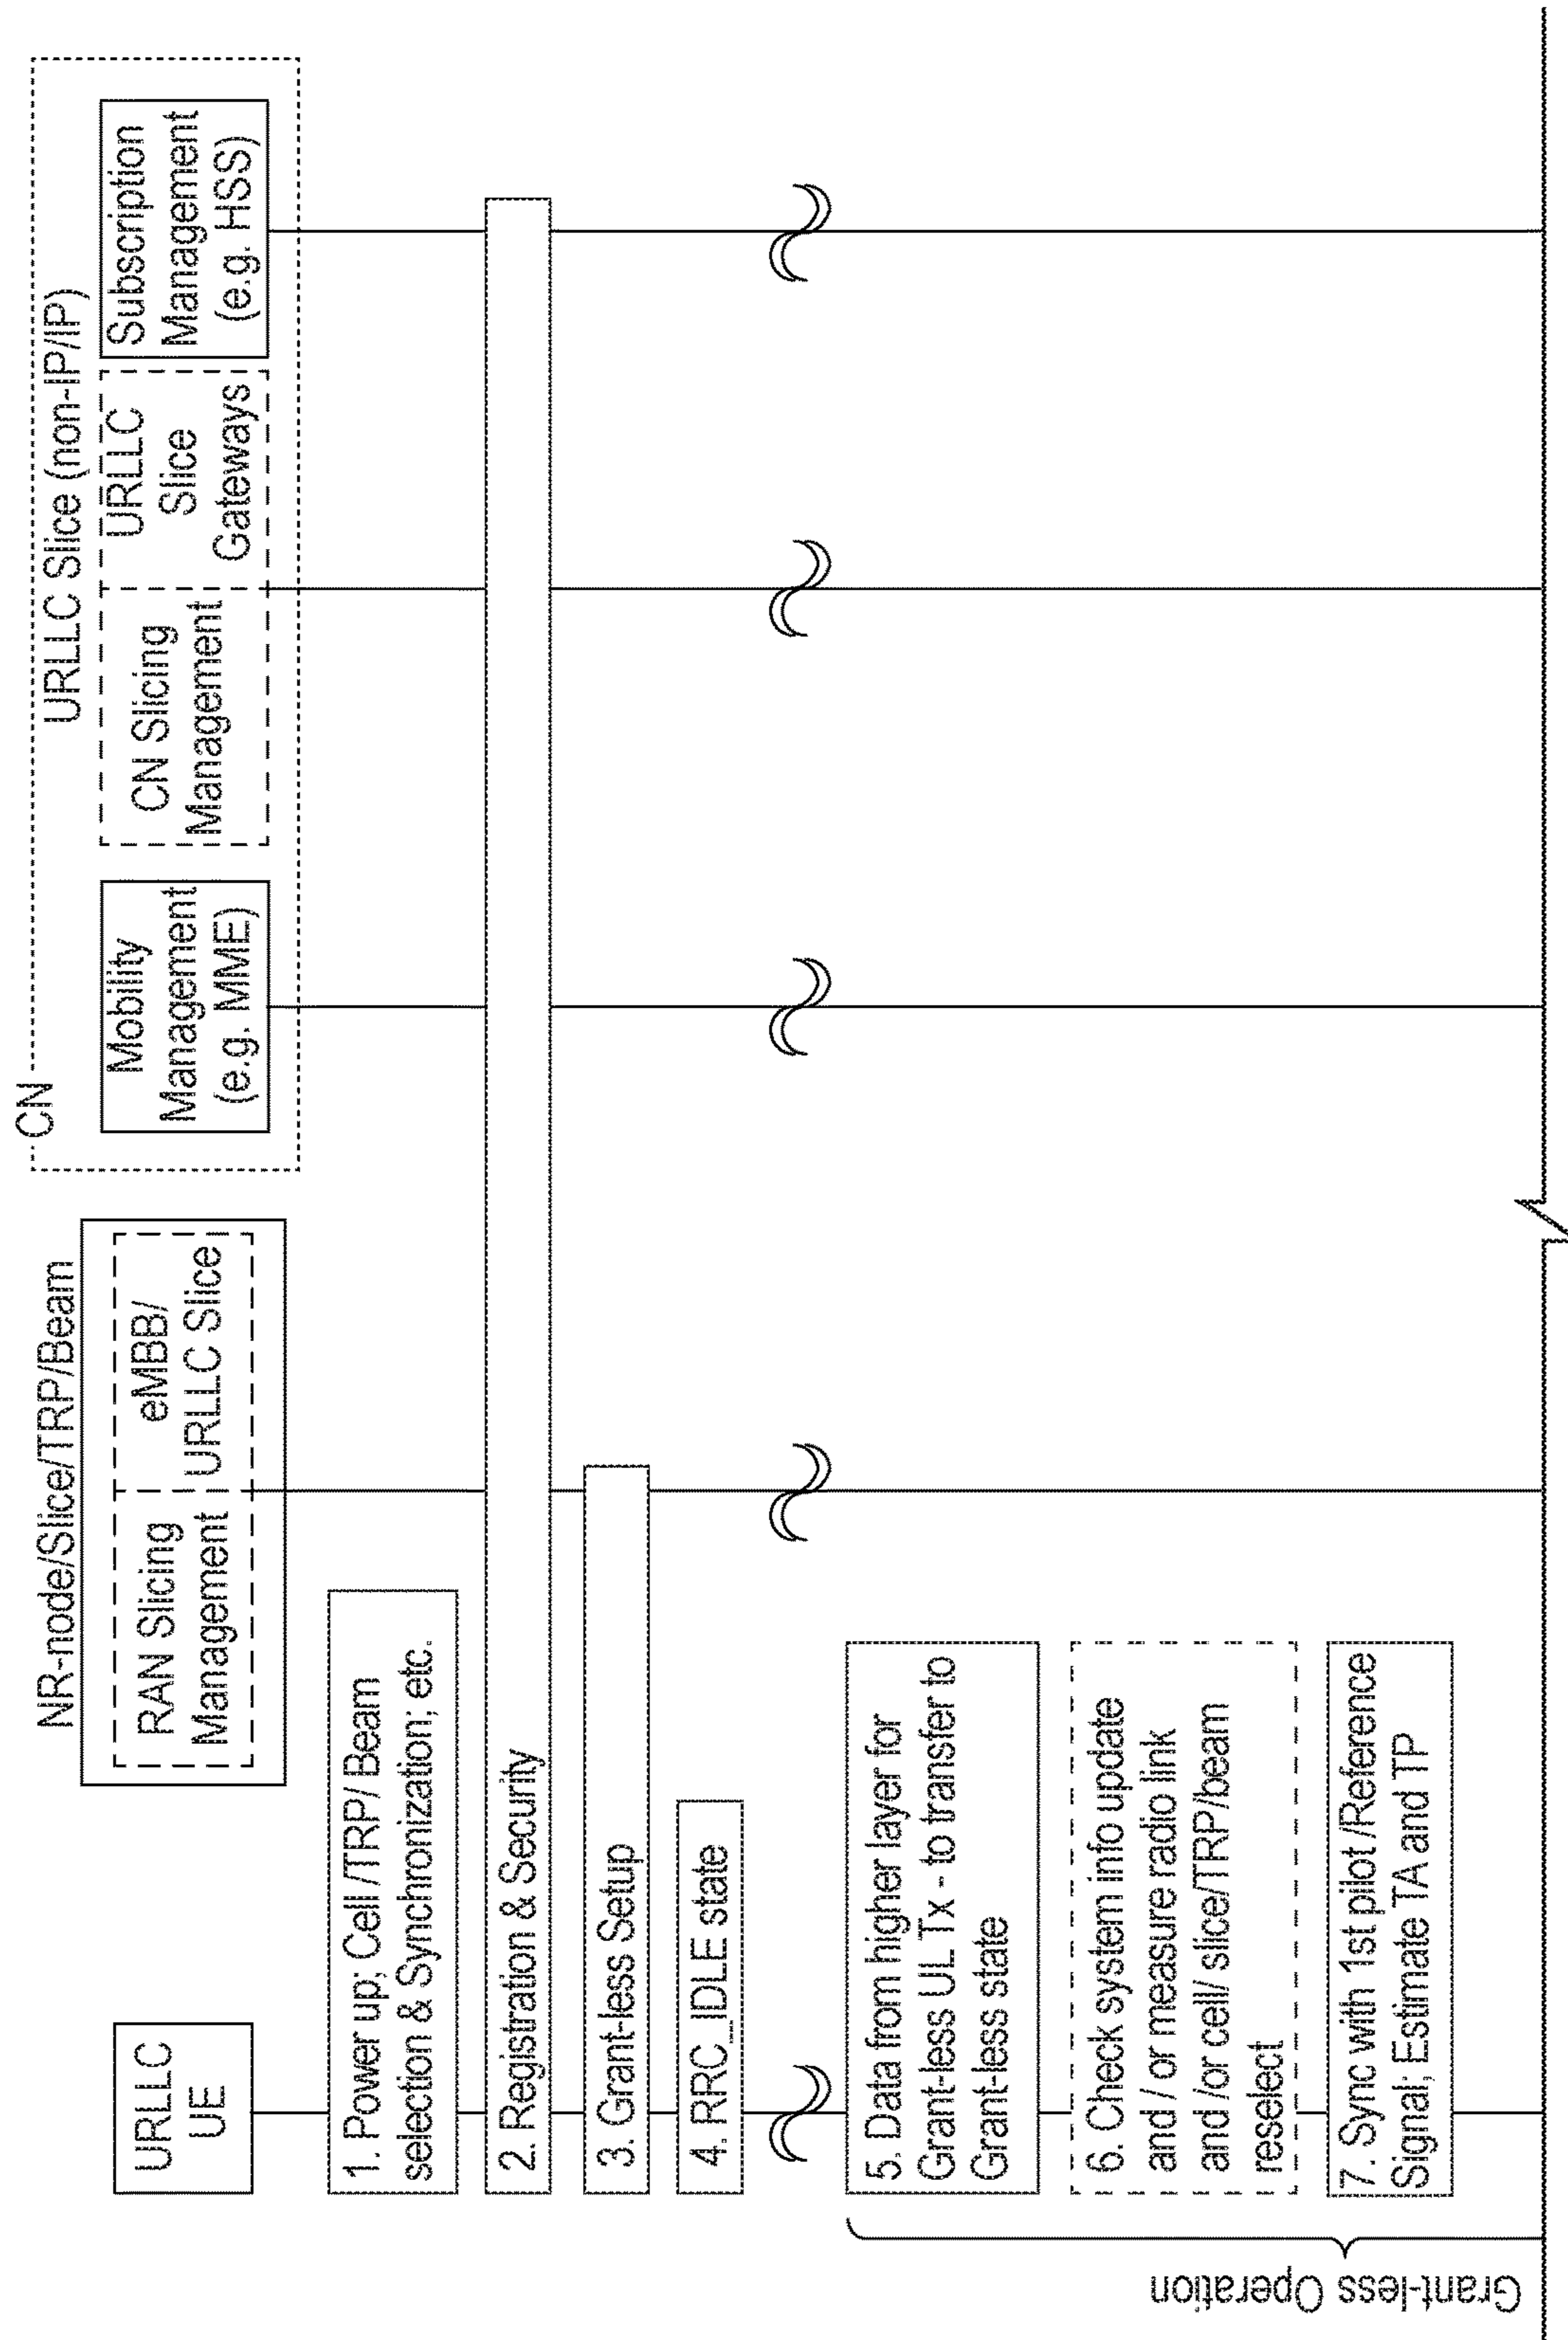 NR-node/Slice/TRP/Beam
CN
URLLC Slice (non-IP/IP)
URLLC
UE
RAN Slicing
Management
eMBB/
URLLC Slice
Mobility
Management
(e.g. MME)
CN Slicing
Management
URLLC
Slice
Gateways
Subscription
Management
(e.g. HSS)
1. Power up; Cell /TRP/ Beam
selection & Synchronization; etc.
2. Registration & Security
3. Grant-less Setup
4. RRC_IDLE state
5. Data from higher layer for
Grant-less UL Tx - to transfer to
Grant-less state
6. Check system info update
and / or measure radio link
and /or cell/ slice/TRP/beam
reselect
7. Sync with 1st pilot /Reference
Signal; Estimate TA and TP
Grant-less Operation